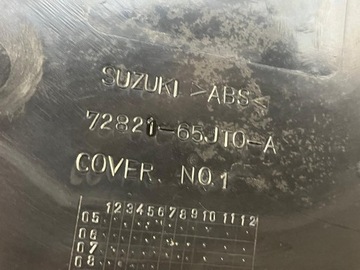 SUZUKI >ABS<
72821-65JT0-A
COVER. NO.1
1 2 3 4 5 6 7 8 9 10 11 12
05
06
07
08